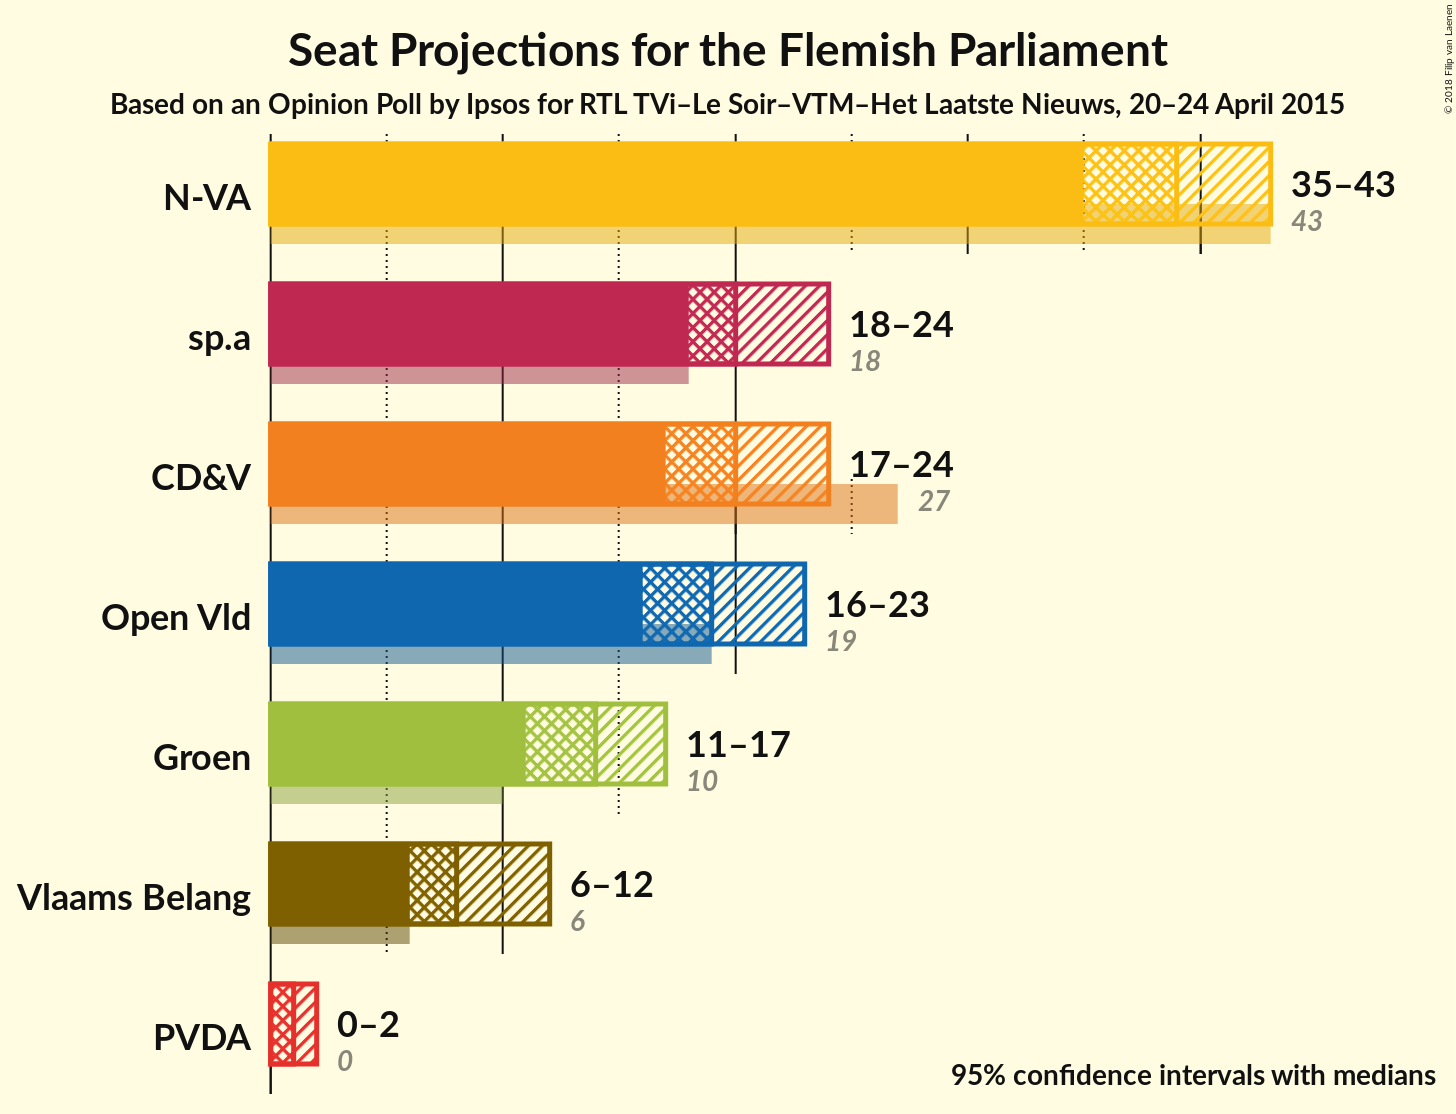 Seat Projections for the Flemish Parliament
Based on an Opinion Poll by Ipsos for RTL TVi–Le Soir–VTM–Het Laatste Nieuws, 20–24 April 2015
© 2018 Filip van Laenen
N-VA
35–43
43
sp.a
18–24
18
CD&V
17–24
27
Open Vld
16–23
19
Groen
11–17
10
Vlaams Belang
6–12
6
PVDA
0–2
0
95% confidence intervals with medians